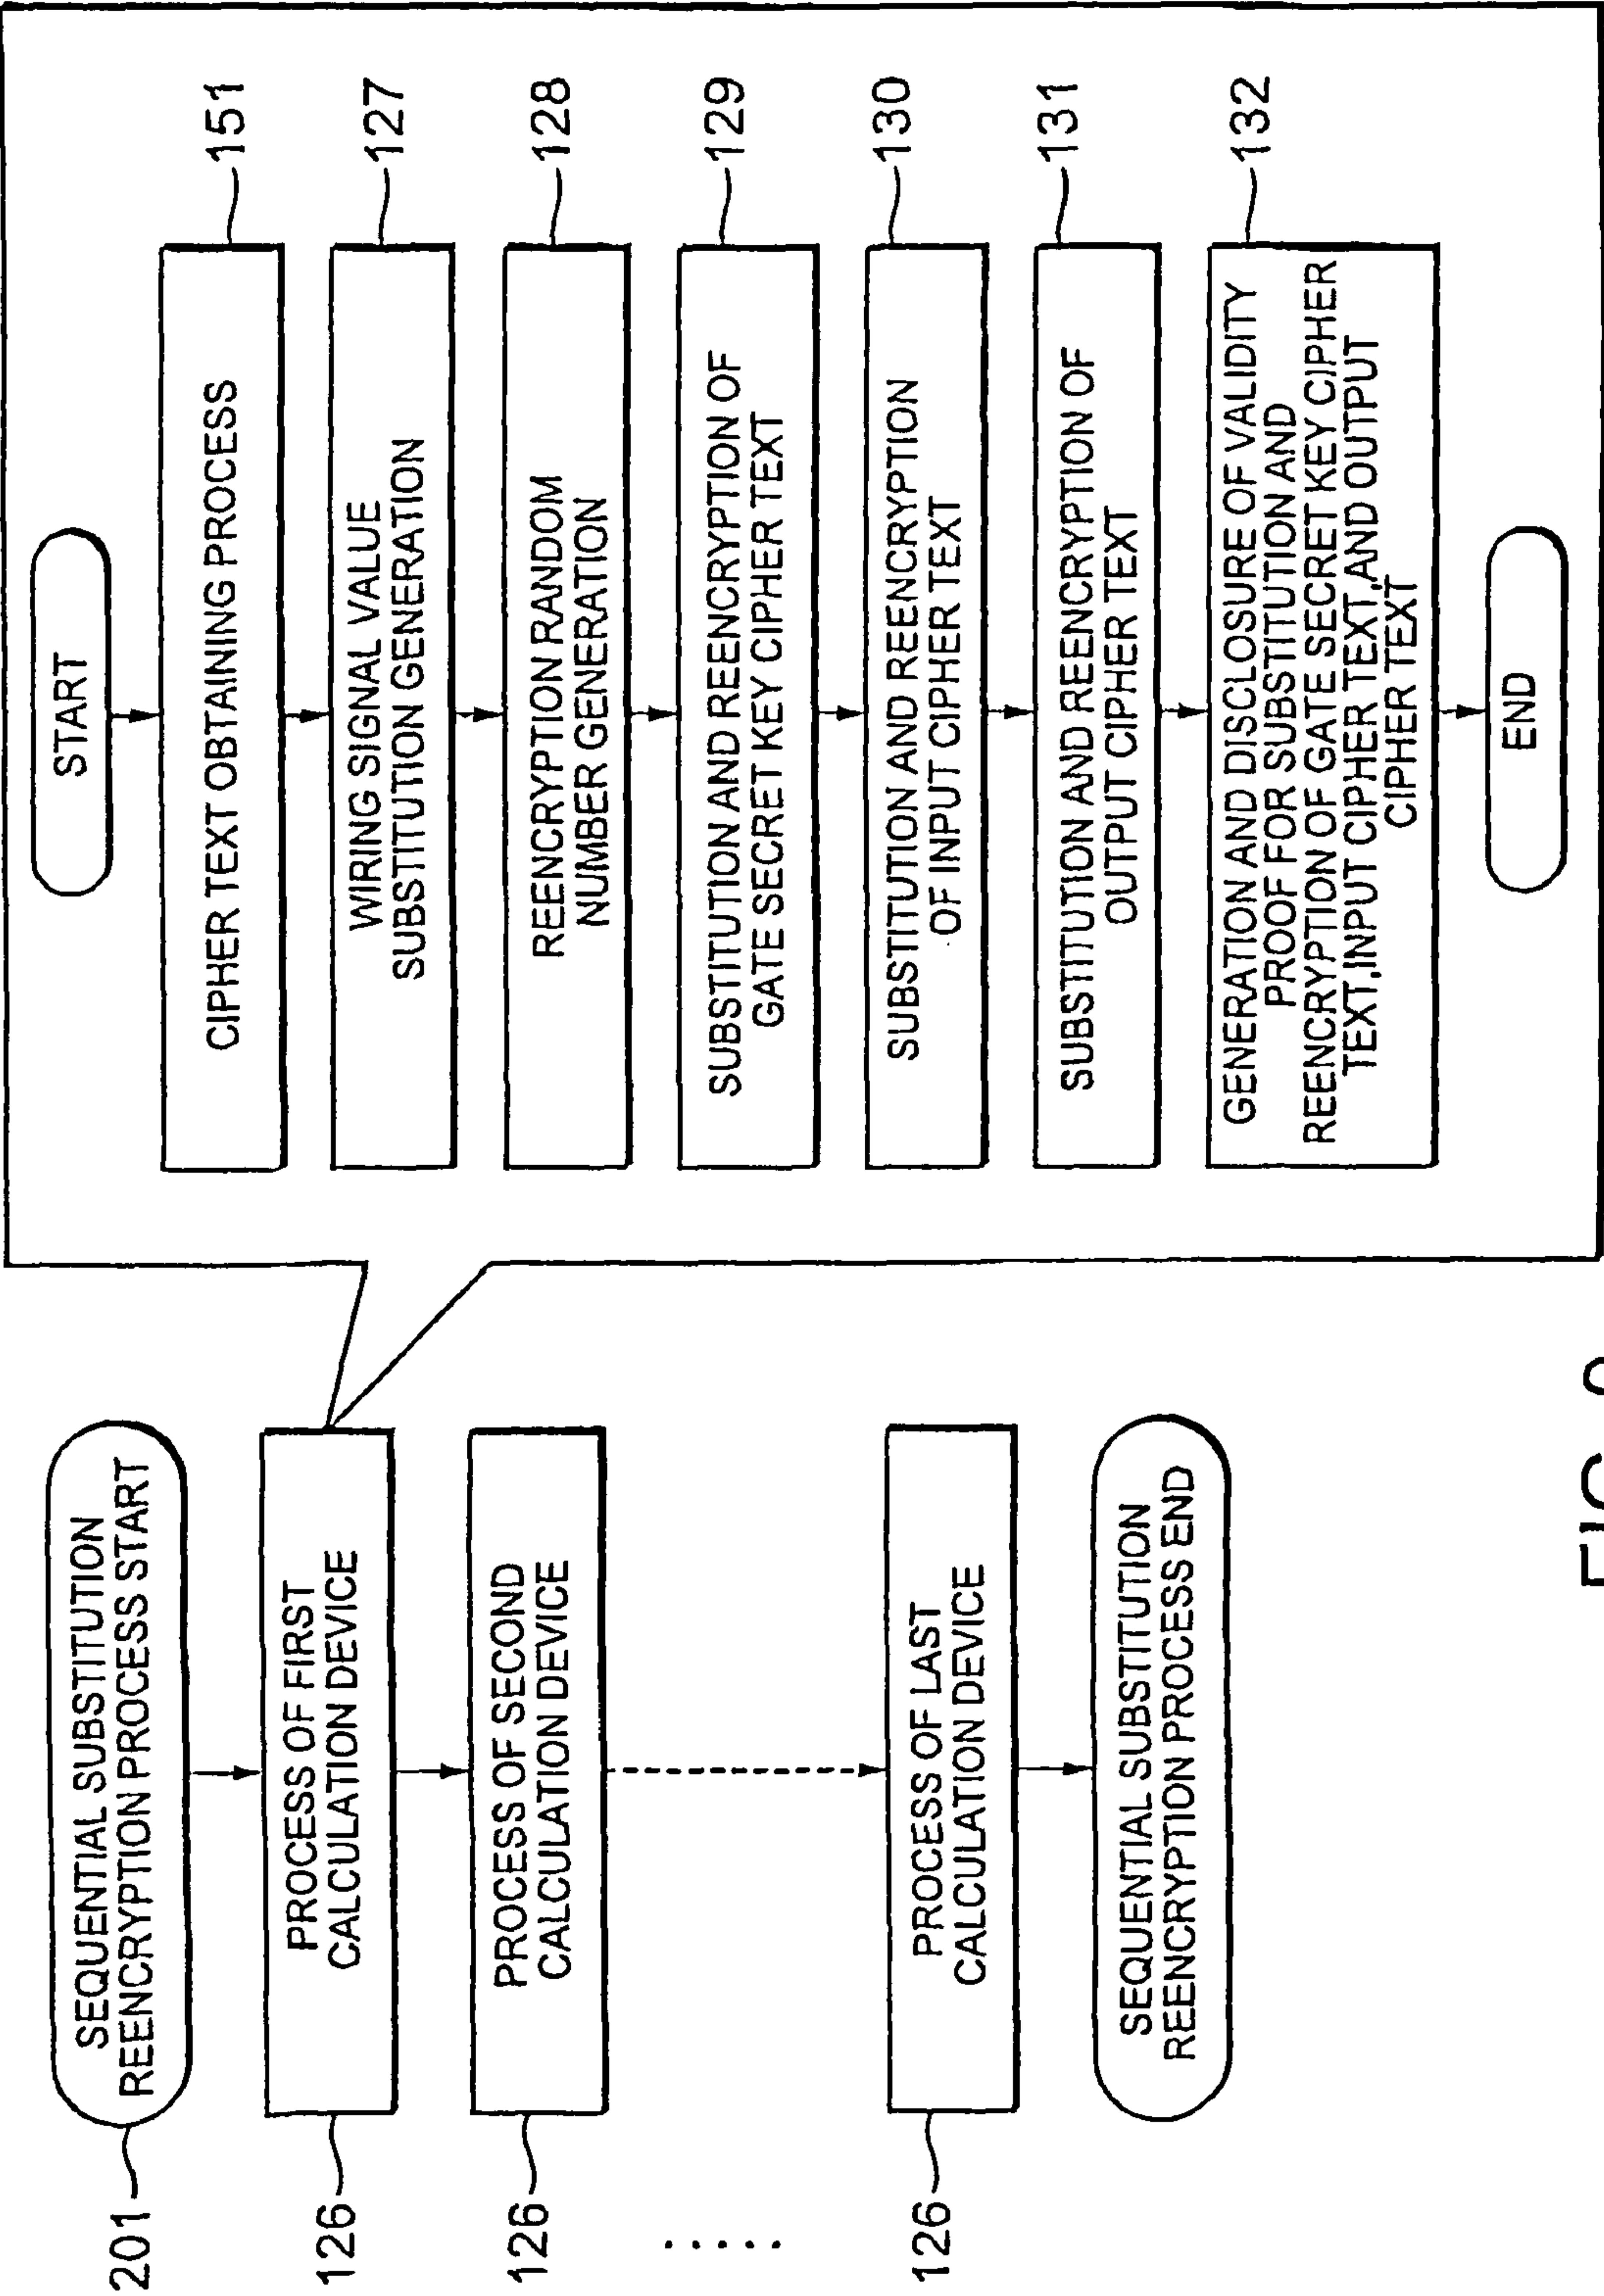 201
SEQUENTIAL SUBSTITUTION
REENCRYPTION PROCESS START
126
PROCESS OF FIRST
CALCULATION DEVICE
126
PROCESS OF SECOND
CALCULATION DEVICE
.....
126
PROCESS OF LAST
CALCULATION DEVICE
SEQUENTIAL SUBSTITUTION
REENCRYPTION PROCESS END
START
CIPHER TEXT OBTAINING PROCESS
151
WIRING SIGNAL VALUE
SUBSTITUTION GENERATION
127
REENCRYPTION RANDOM
NUMBER GENERATION
128
SUBSTITUTION AND REENCRYPTION OF
GATE SECRET KEY CIPHER TEXT
129
SUBSTITUTION AND REENCRYPTION
OF INPUT CIPHER TEXT
130
SUBSTITUTION AND REENCRYPTION OF
OUTPUT CIPHER TEXT
131
GENERATION AND DISCLOSURE OF VALIDITY
PROOF FOR SUBSTITUTION AND
REENCRYPTION OF GATE SECRET KEY CIPHER
TEXT,INPUT CIPHER TEXT,AND OUTPUT
CIPHER TEXT
132
END